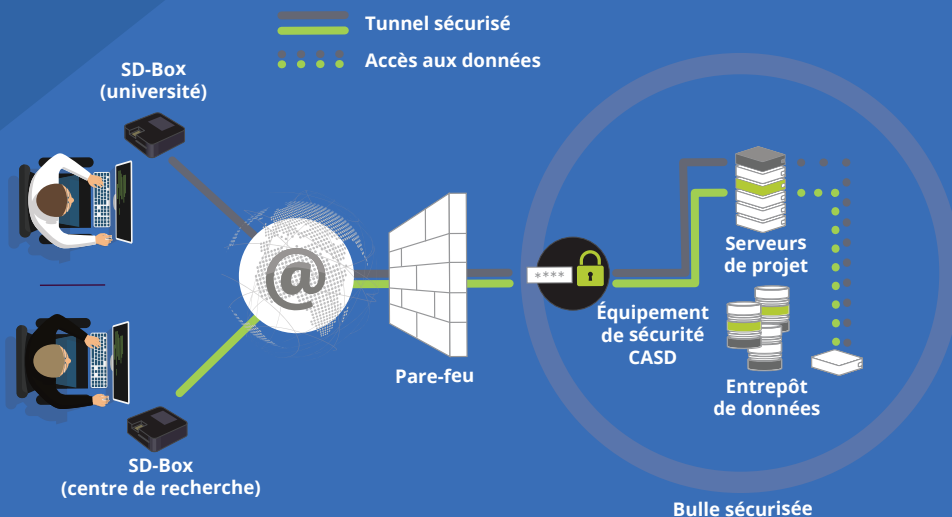 Tunnel sécurisé
Accès aux données
SD-Box
(université)
@
****
Serveurs
de projet
Équipement
de sécurité
CASD
Pare-feu
Entrepôt
de données
SD-Box
(centre de recherche)
Bulle sécurisée